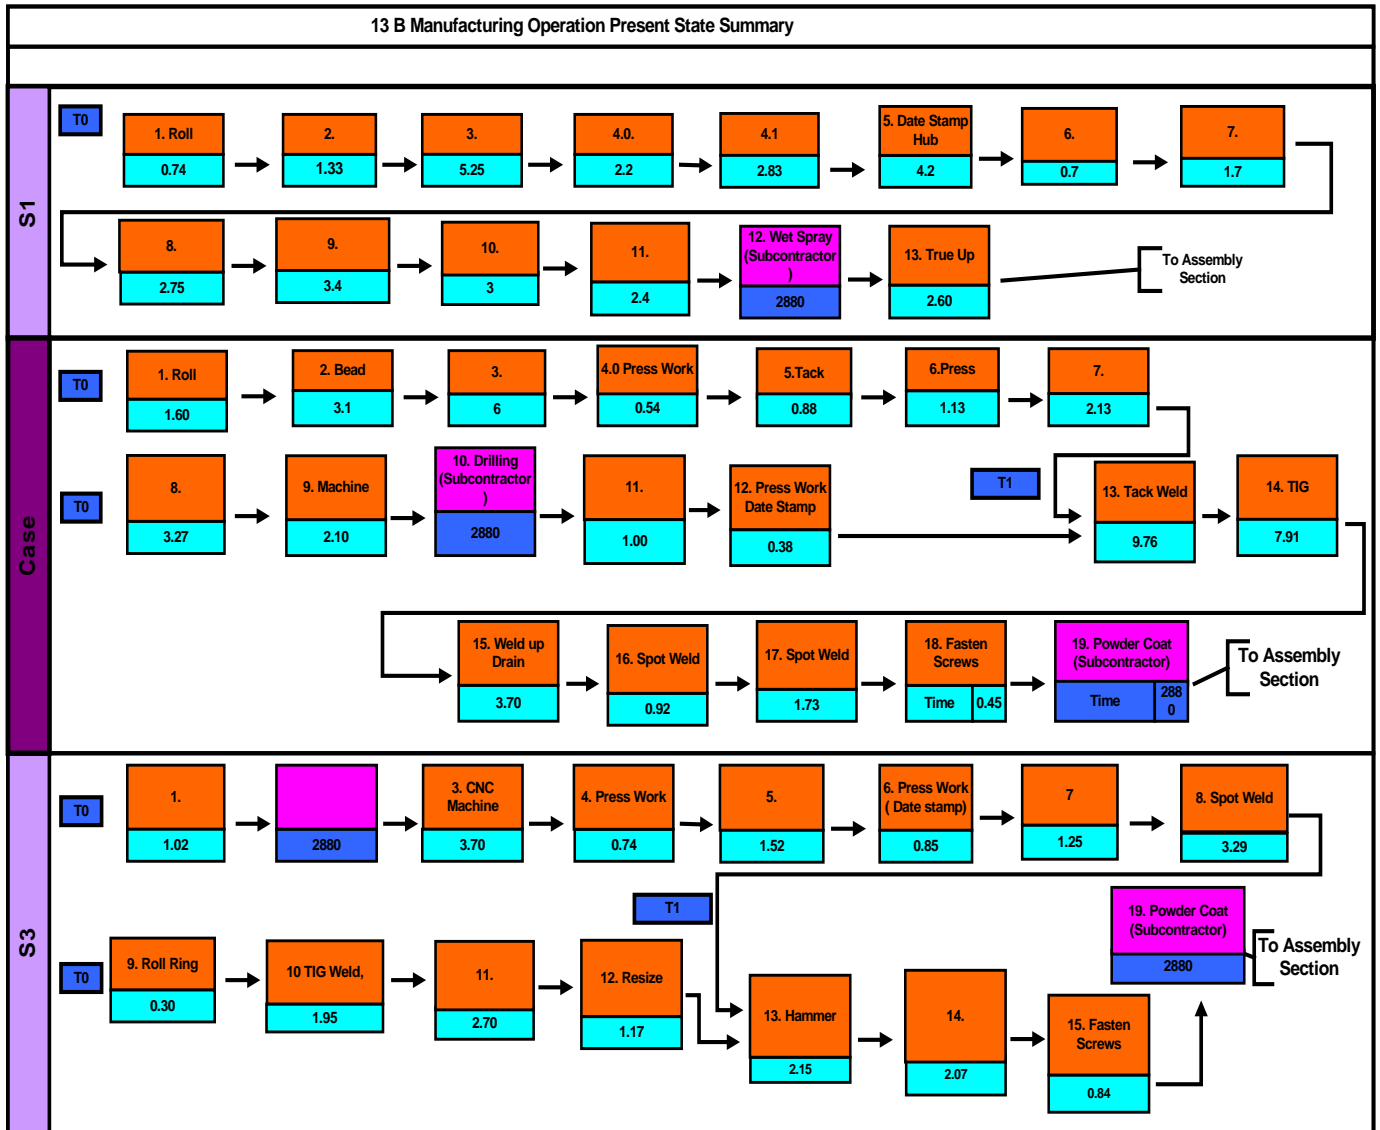 13 B Manufacturing Operation Present State Summary
S1
T0
1. Roll
0.74
2.
1.33
3.
5.25
4.0.
2.2
4.1
2.83
5. Date Stamp
Hub
4.2
6.
0.7
7.
1.7
8.
2.75
9.
3.4
10.
3
11.
2.4
12. Wet Spray
(Subcontractor
)
2880
13. True Up
2.60
To Assembly
Section
Case
T0
1. Roll
1.60
2. Bead
3.1
3.
6
4.0 Press Work
0.54
5.Tack
0.88
6.Press
1.13
7.
2.13
T0
8.
3.27
9. Machine
2.10
10. Drilling
(Subcontractor
)
2880
11.
1.00
12. Press Work
Date Stamp
0.38
T1
13. Tack Weld
9.76
14. TIG
7.91
15. Weld up
Drain
3.70
16. Spot Weld
0.92
17. Spot Weld
1.73
18. Fasten
Screws
Time 0.45
19. Powder Coat
(Subcontractor)
Time 288
0
To Assembly
Section
S3
T0
1.
1.02
2880
3. CNC
Machine
3.70
4. Press Work
0.74
5.
1.52
6. Press Work
( Date stamp)
0.85
7
1.25
8. Spot Weld
3.29
T1
T0
9. Roll Ring
0.30
10 TIG Weld,
1.95
11.
2.70
12. Resize
1.17
13. Hammer
2.15
14.
2.07
15. Fasten
Screws
0.84
19. Powder Coat
(Subcontractor)
2880
To Assembly
Section